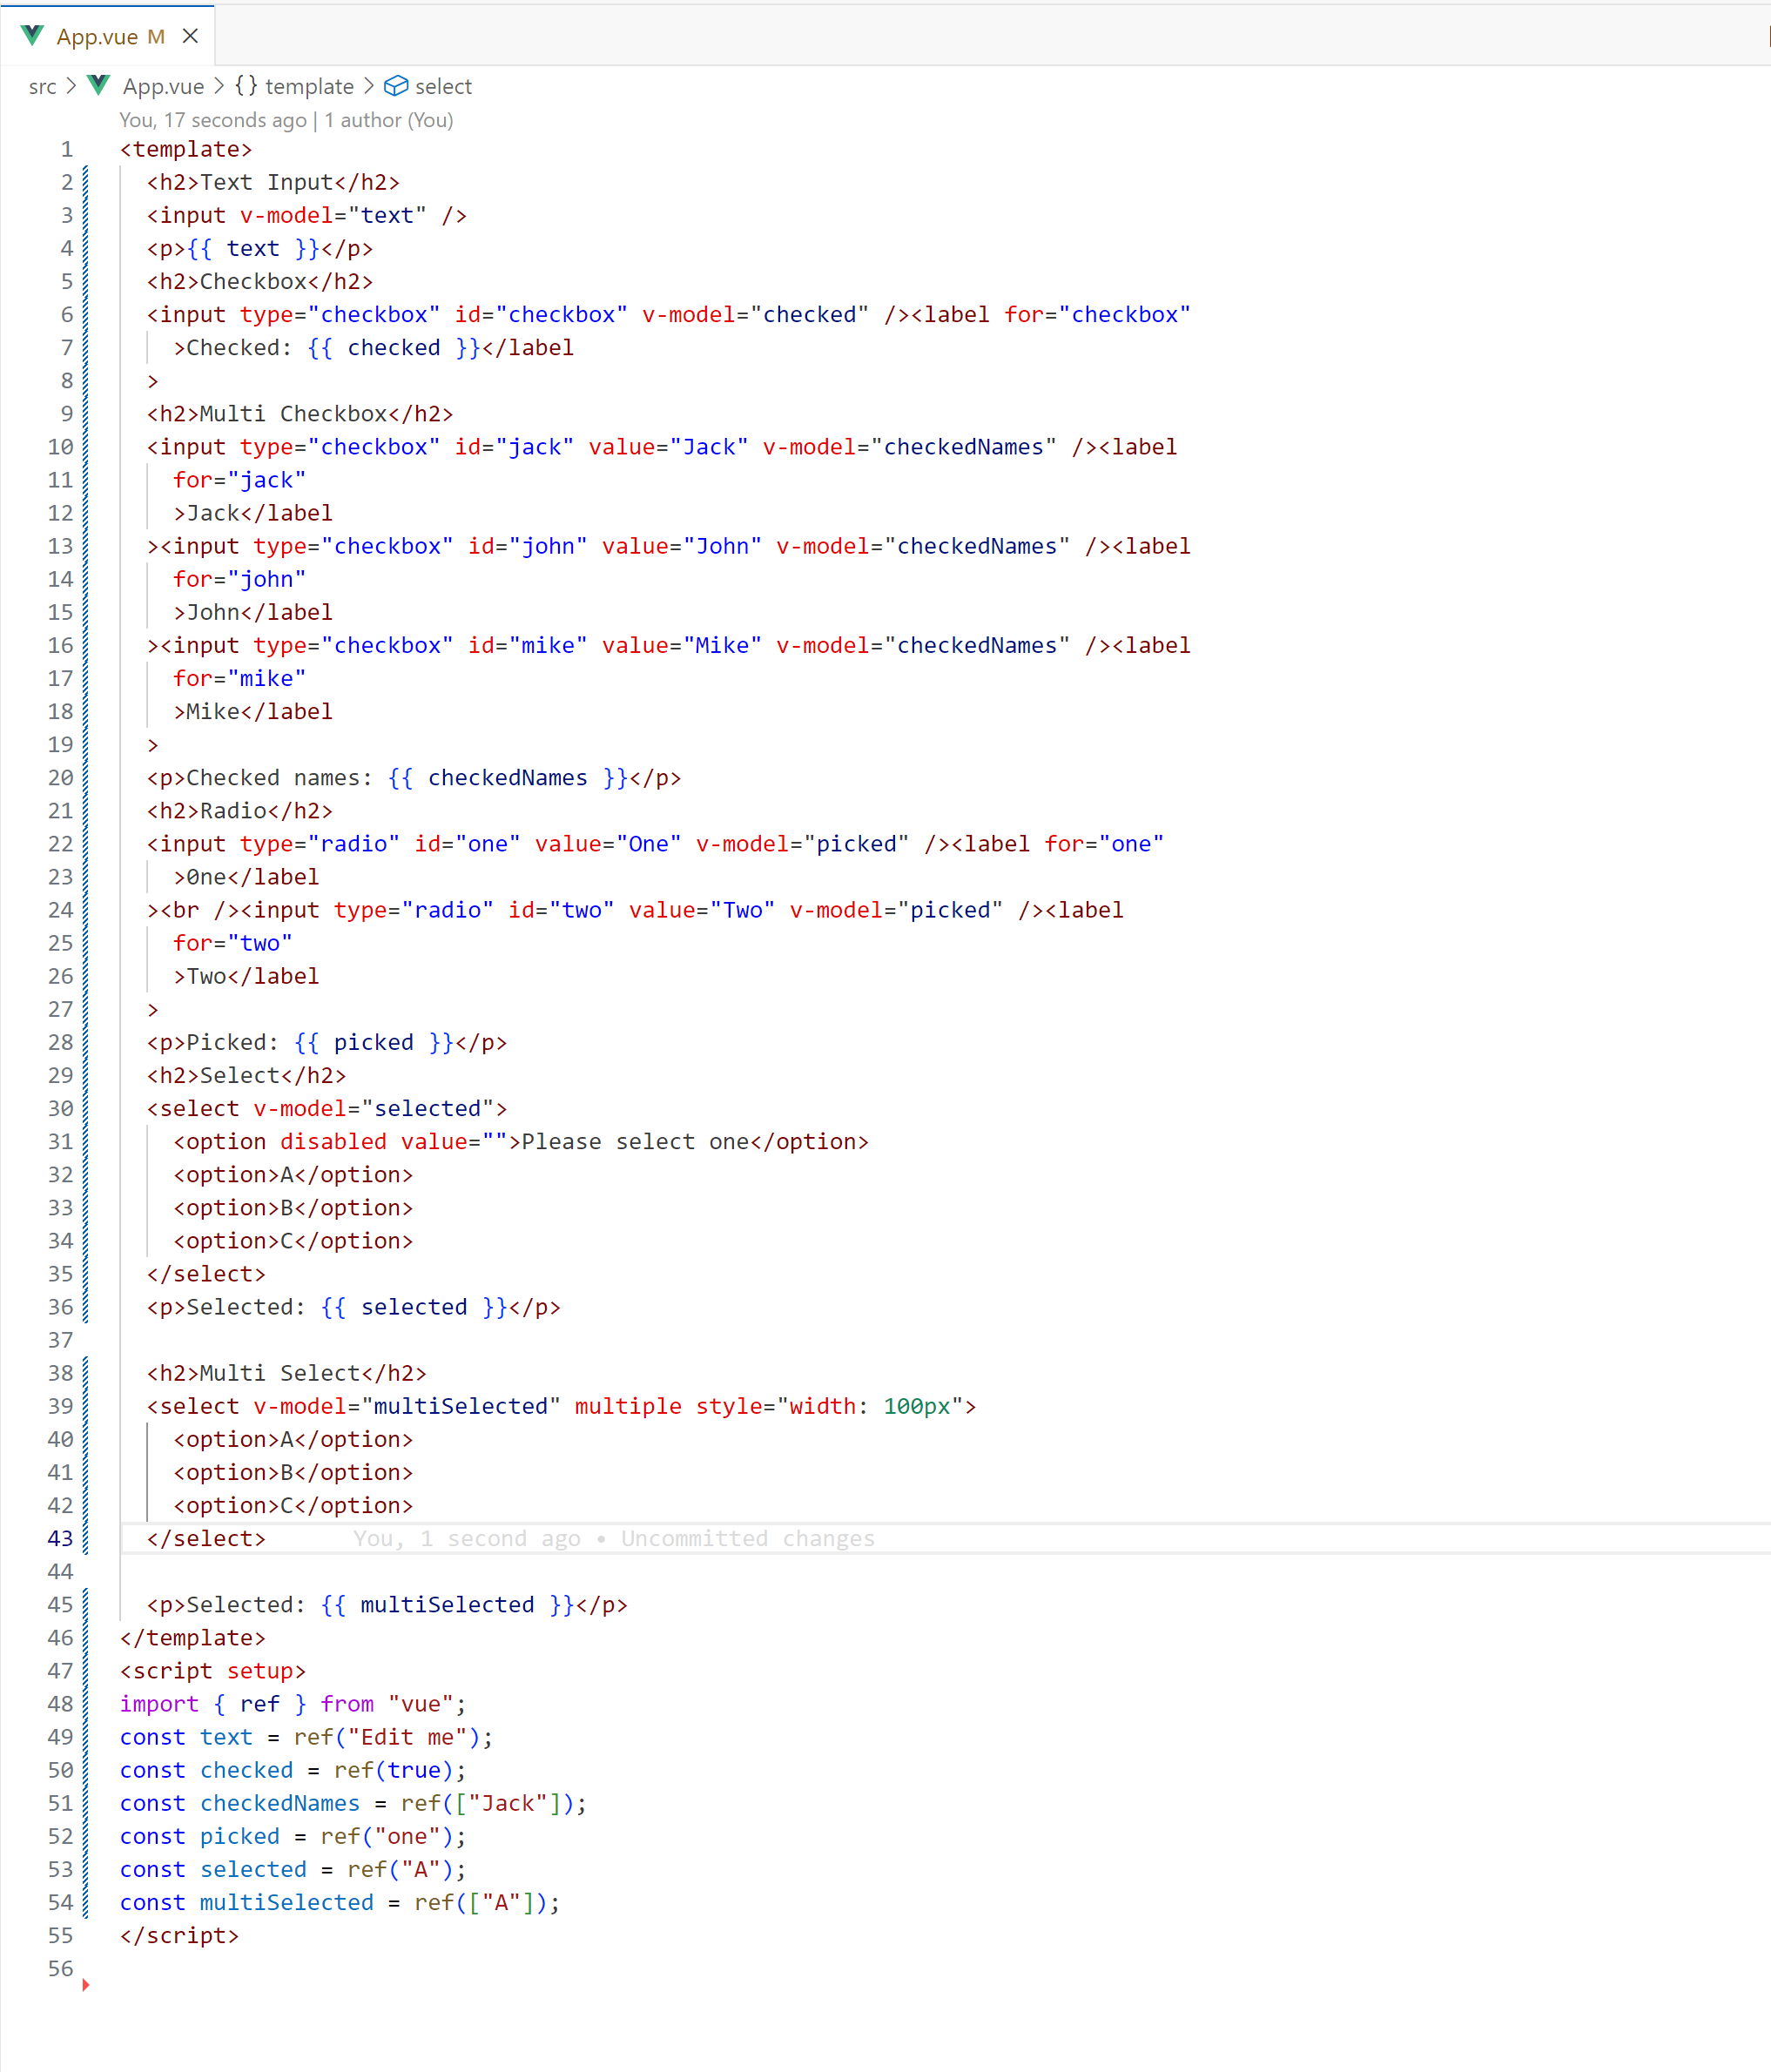 App.vue M
src > App.vue > {} template > select
You, 17 seconds ago | 1 author (You)
1 <template>
2 <h2>Text Input</h2>
3 <input v-model="text" />
4 <p>{{ text }}</p>
5 <h2>Checkbox</h2>
6 <input type="checkbox" id="checkbox" v-model="checked" /><label for="checkbox"
7 >Checked: {{ checked }}</label
8 >
9 <h2>Multi Checkbox</h2>
10 <input type="checkbox" id="jack" value="Jack" v-model="checkedNames" /><label
11 for="jack"
12 >Jack</label
13 ><input type="checkbox" id="john" value="John" v-model="checkedNames" /><label
14 for="john"
15 >John</label
16 ><input type="checkbox" id="mike" value="Mike" v-model="checkedNames" /><label
17 for="mike"
18 >Mike</label
19 >
20 <p>Checked names: {{ checkedNames }}</p>
21 <h2>Radio</h2>
22 <input type="radio" id="one" value="One" v-model="picked" /><label for="one"
23 >One</label
24 ><br /><input type="radio" id="two" value="Two" v-model="picked" /><label
25 for="two"
26 >Two</label
27 >
28 <p>Picked: {{ picked }}</p>
29 <h2>Select</h2>
30 <select v-model="selected">
31 <option disabled value="">Please select one</option>
32 <option>A</option>
33 <option>B</option>
34 <option>C</option>
35 </select>
36 <p>Selected: {{ selected }}</p>
37
38 <h2>Multi Select</h2>
39 <select v-model="multiSelected" multiple style="width: 100px">
40 <option>A</option>
41 <option>B</option>
42 <option>C</option>
43 </select> You, 1 second ago • Uncommitted changes
44
45 <p>Selected: {{ multiSelected }}</p>
46 </template>
47 <script setup>
48 import { ref } from "vue";
49 const text = ref("Edit me");
50 const checked = ref(true);
51 const checkedNames = ref(["Jack"]);
52 const picked = ref("one");
53 const selected = ref("A");
54 const multiSelected = ref(["A"]);
55 </script>
56